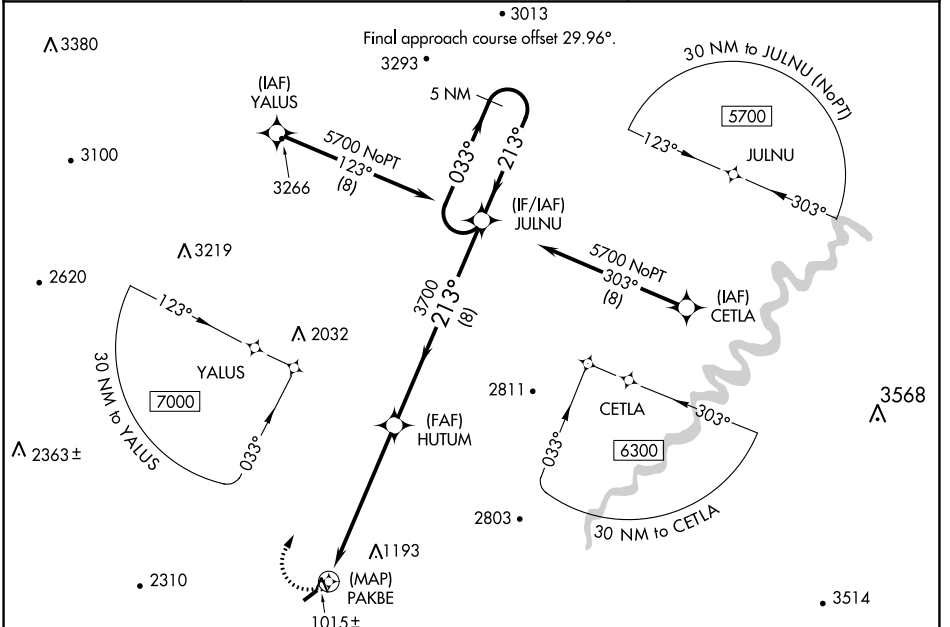 3013
3380
Final approach course offset 29.96°.
3293
30 NM to JULNU (NoPT)
(IAF)
YALUS
5 NM
5700
5700 NoPT
123°
(8)
033°
213°
123°
JULNU
3100
3266
303°
(IF/IAF)
JULNU
3219
5700 NoPT
303°
(8)
2620
3700
213°
(8)
(IAF)
CETLA
123°
2032
YALUS
30 NM to YALUS
7000
2811
CETLA
303°
3568
033°
(FAF)
HUTUM
033°
6300
2363±
2803
30 NM to CETLA
1193
2310
(MAP)
PAKBE
3514
1015±